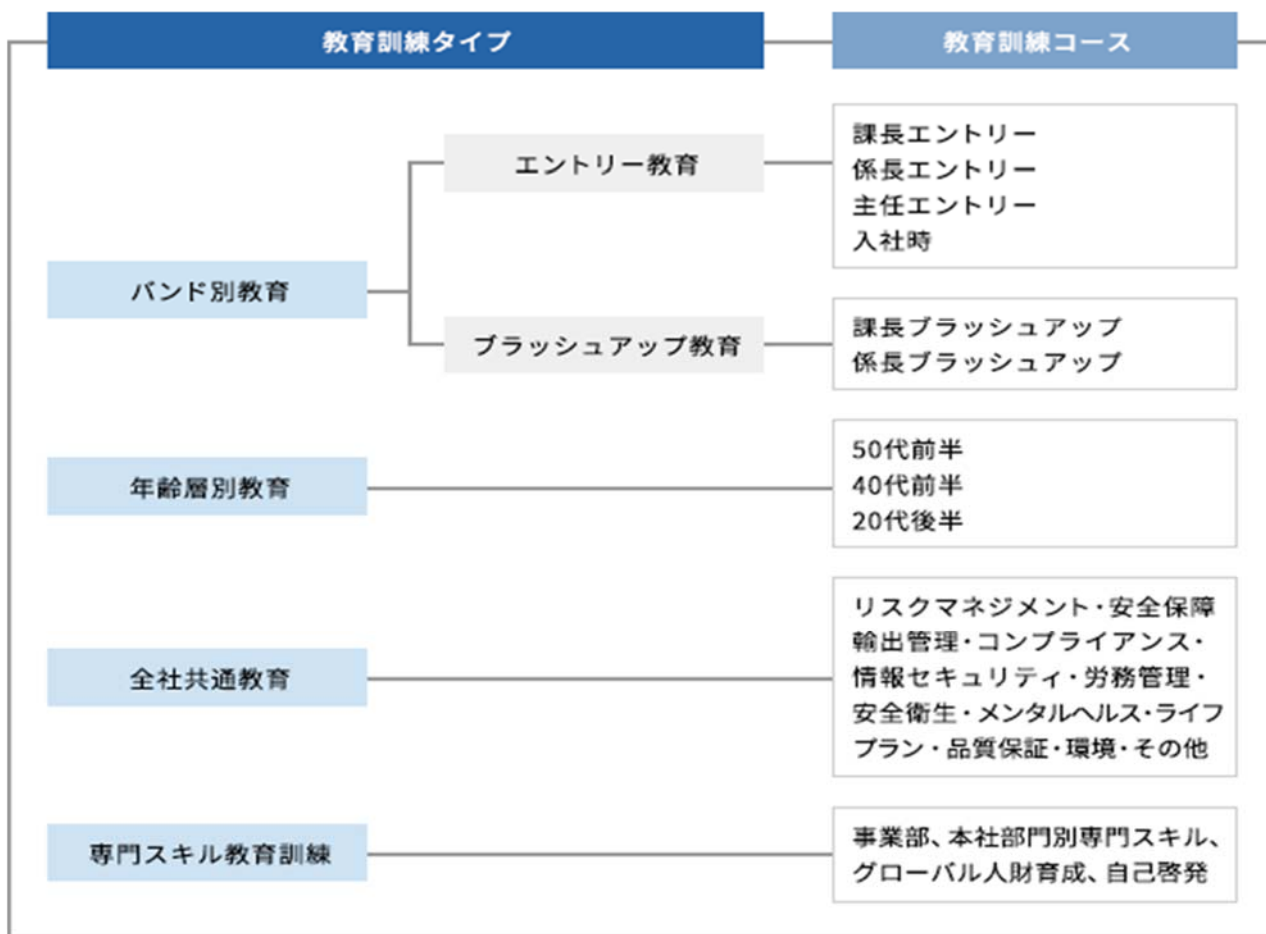 教育訓練タイプ
教育訓練コース
バンド別教育
エントリー教育
課長エントリー
係長エントリー
主任エントリー
入社時
ブラッシュアップ教育
課長ブラッシュアップ
係長ブラッシュアップ
年齢層別教育
50代前半
40代前半
20代後半
全社共通教育
リスクマネジメント・安全保障
輸出管理・コンプライアンス・
情報セキュリティ・労務管理・
安全衛生・メンタルヘルス・ライフ
プラン・品質保証・環境・その他
専門スキル教育訓練
事業部、本社部門別専門スキル、
グローバル人財育成、自己啓発